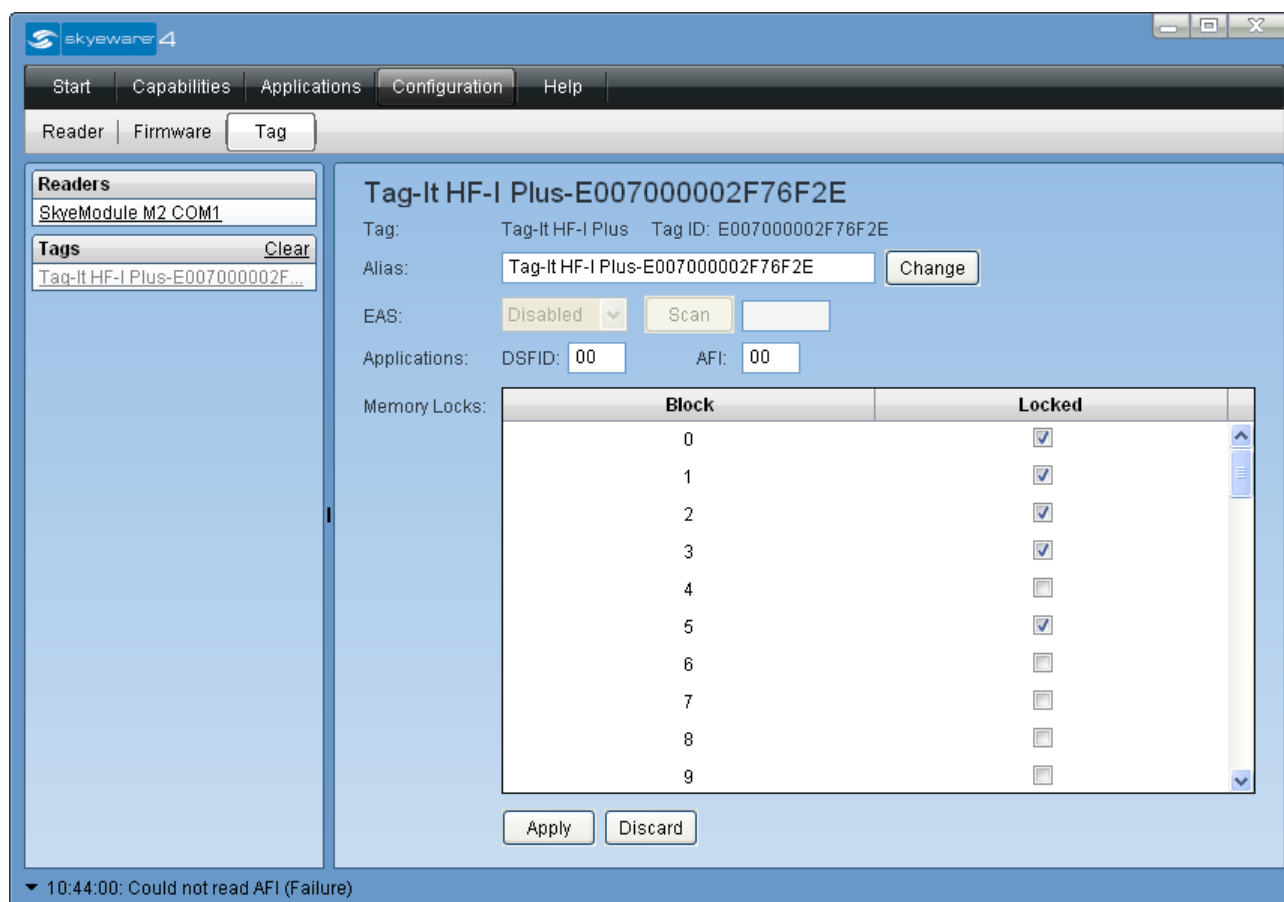 skyeware 4
Start Capabilities Applications Configuration Help
Reader Firmware Tag
Readers
SkyeModule M2 COM1
Tags Clear
Tag-It HF-I Plus-E007000002F...
Tag-It HF-I Plus-E007000002F76F2E
Tag: Tag-It HF-I Plus Tag ID: E007000002F76F2E
Alias: Tag-It HF-I Plus-E007000002F76F2E Change
EAS: Disabled Scan
Applications: DSFID: 00 AFI: 00
Memory Locks: Block Locked
0
1
2
3
4
5
6
7
8
9
Apply Discard
10:44:00: Could not read AFI (Failure)